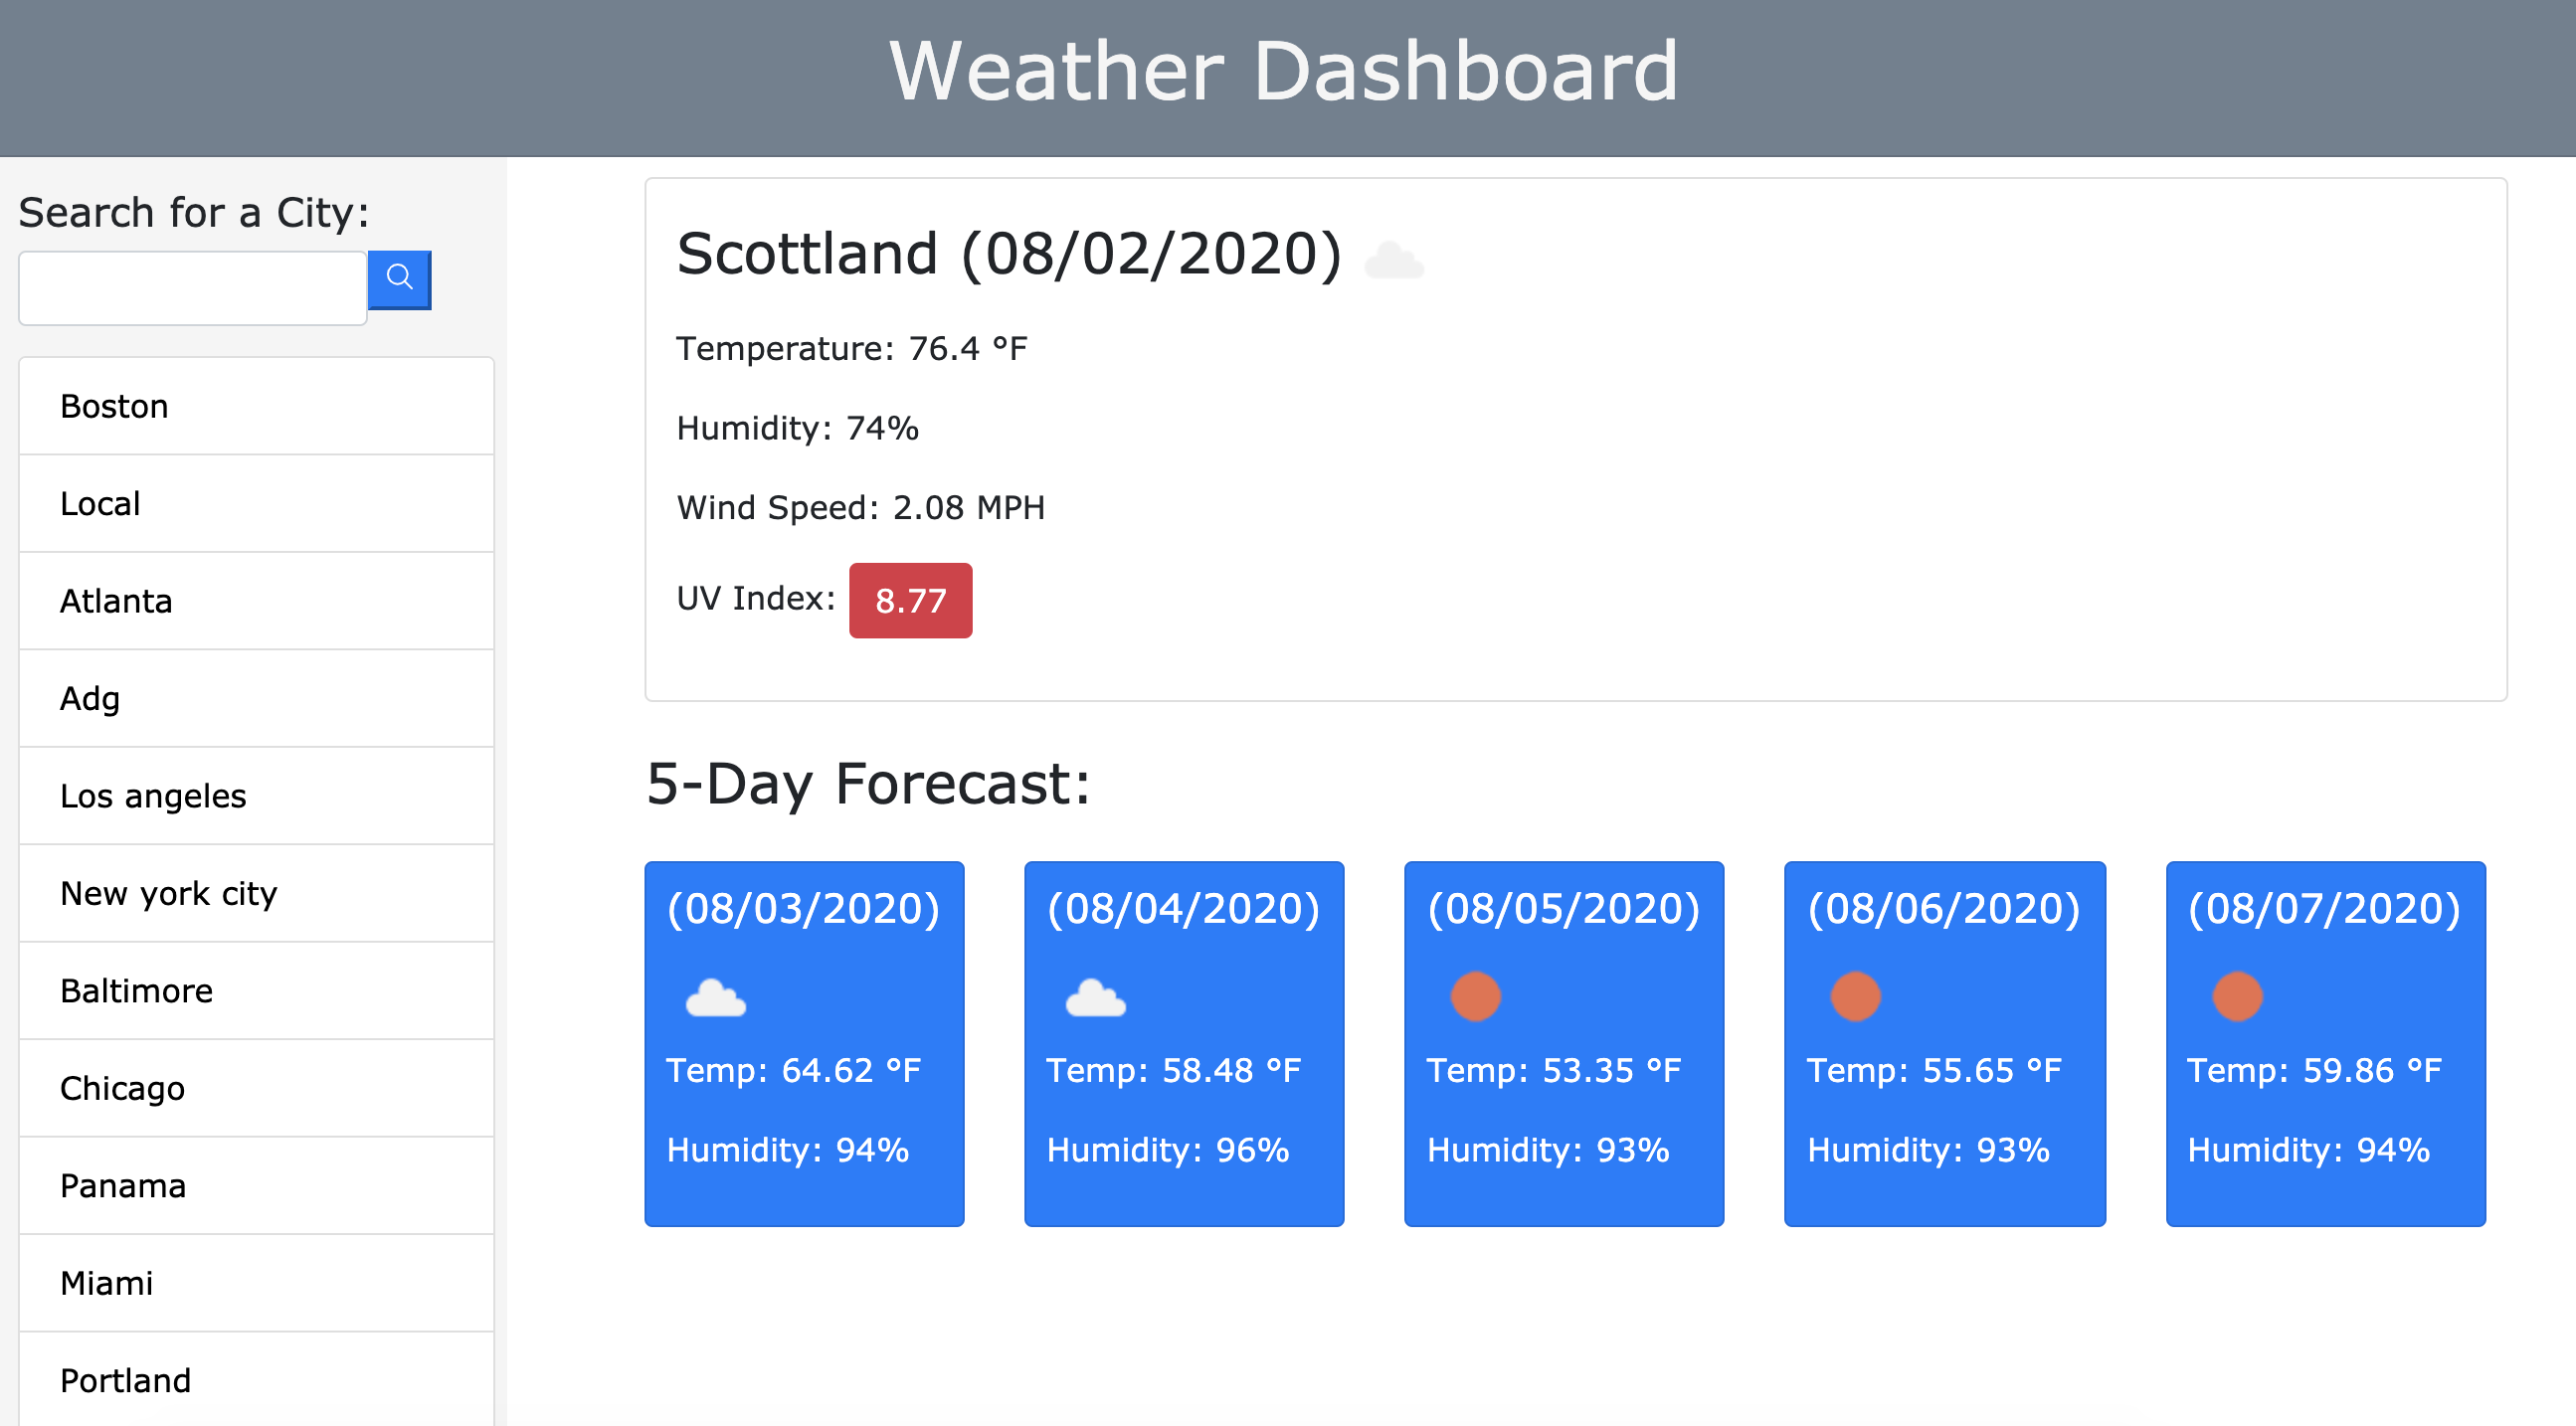 Weather Dashboard
Search for a City:
Boston
Local
Atlanta
Adg
Los angeles
New york city
Baltimore
Chicago
Panama
Miami
Portland
Scottland (08/02/2020)
Temperature: 76.4 °F
Humidity: 74%
Wind Speed: 2.08 MPH
UV Index: 8.77
5-Day Forecast:
(08/03/2020)
Temp: 64.62 °F
Humidity: 94%
(08/04/2020)
Temp: 58.48 °F
Humidity: 96%
(08/05/2020)
Temp: 53.35 °F
Humidity: 93%
(08/06/2020)
Temp: 55.65 °F
Humidity: 93%
(08/07/2020)
Temp: 59.86 °F
Humidity: 94%